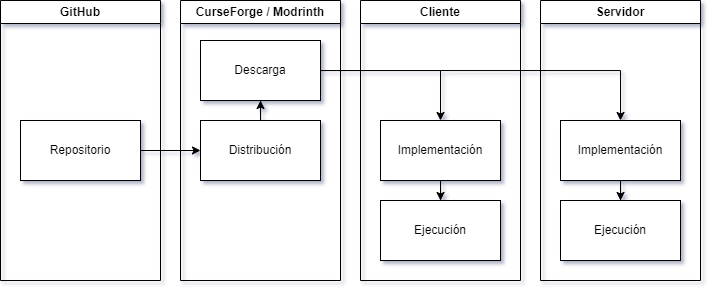 GitHub
CurseForge / Modrinth
Cliente
Servidor
Descarga
Repositorio
Distribución
Implementación
Implementación
Ejecución
Ejecución